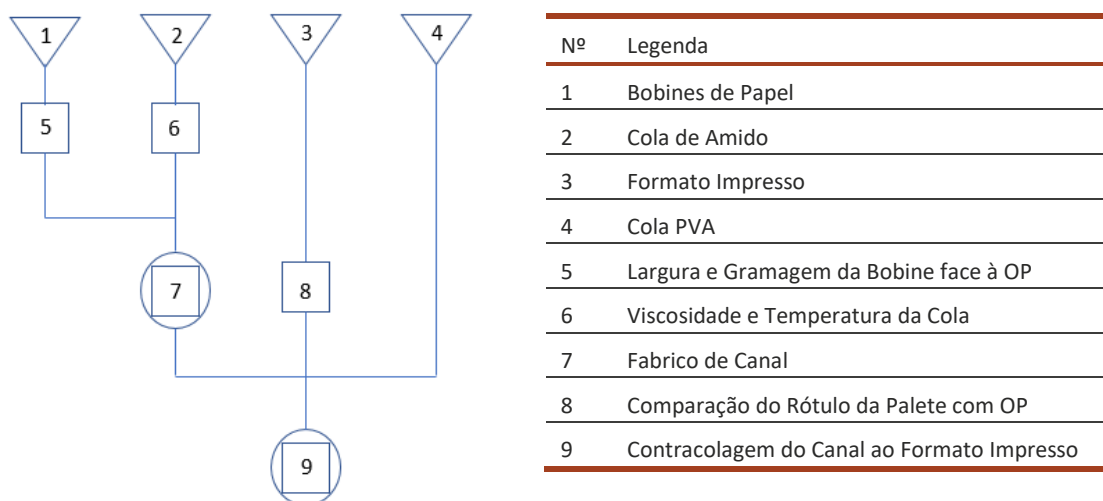 1 2 3 4
5 6
7 8
9
Nº Legenda
1 Bobines de Papel
2 Cola de Amido
3 Formato Impresso
4 Cola PVA
5 Largura e Gramagem da Bobine face à OP
6 Viscosidade e Temperatura da Cola
7 Fabrico de Canal
8 Comparação do Rótulo da Palete com OP
9 Contracolagem do Canal ao Formato Impresso